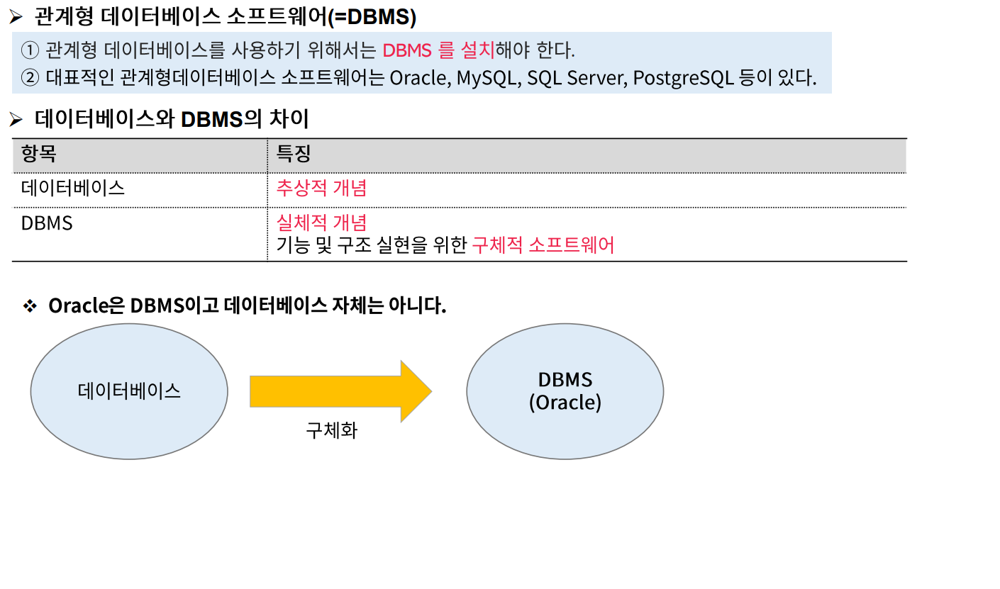 ➢ 관계형 데이터베이스 소프트웨어(=DBMS)
① 관계형 데이터베이스를 사용하기 위해서는 DBMS 를 설치해야 한다.
② 대표적인 관계형데이터베이스 소프트웨어는 Oracle, MySQL, SQL Server, PostgreSQL 등이 있다.
➢ 데이터베이스와 DBMS의 차이
항목 특징
데이터베이스 추상적 개념
DBMS 실체적 개념
기능 및 구조 실현을 위한 구체적 소프트웨어
❖ Oracle은 DBMS이고 데이터베이스 자체는 아니다.
데이터베이스
구체화
DBMS
(Oracle)